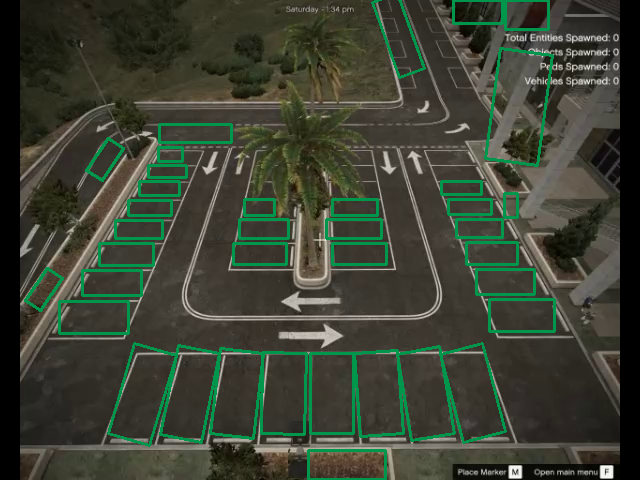 Saturday - 1:34 pm
Total Entities Spawned: 0
Objects Spawned: 0
Peds Spawned: 0
Vehicles Spawned: 0
Place Marker M Open main menu F